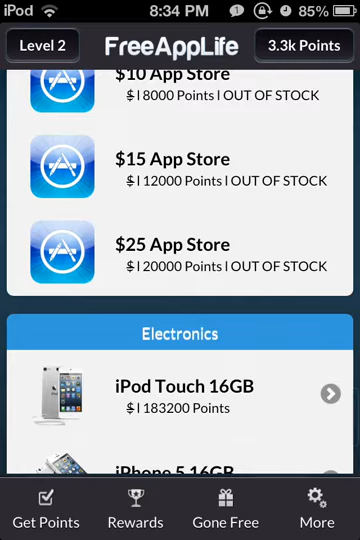 iPod 8:34 PM 85%
Level 2 FreeAppLife 3.3k Points
$10 App Store
$ | 8000 Points | OUT OF STOCK
$15 App Store
$ | 12000 Points | OUT OF STOCK
$25 App Store
$ | 20000 Points | OUT OF STOCK
Electronics
iPod Touch 16GB
$ | 183200 Points
iPhone 5 16GB
Get Points Rewards Gone Free More